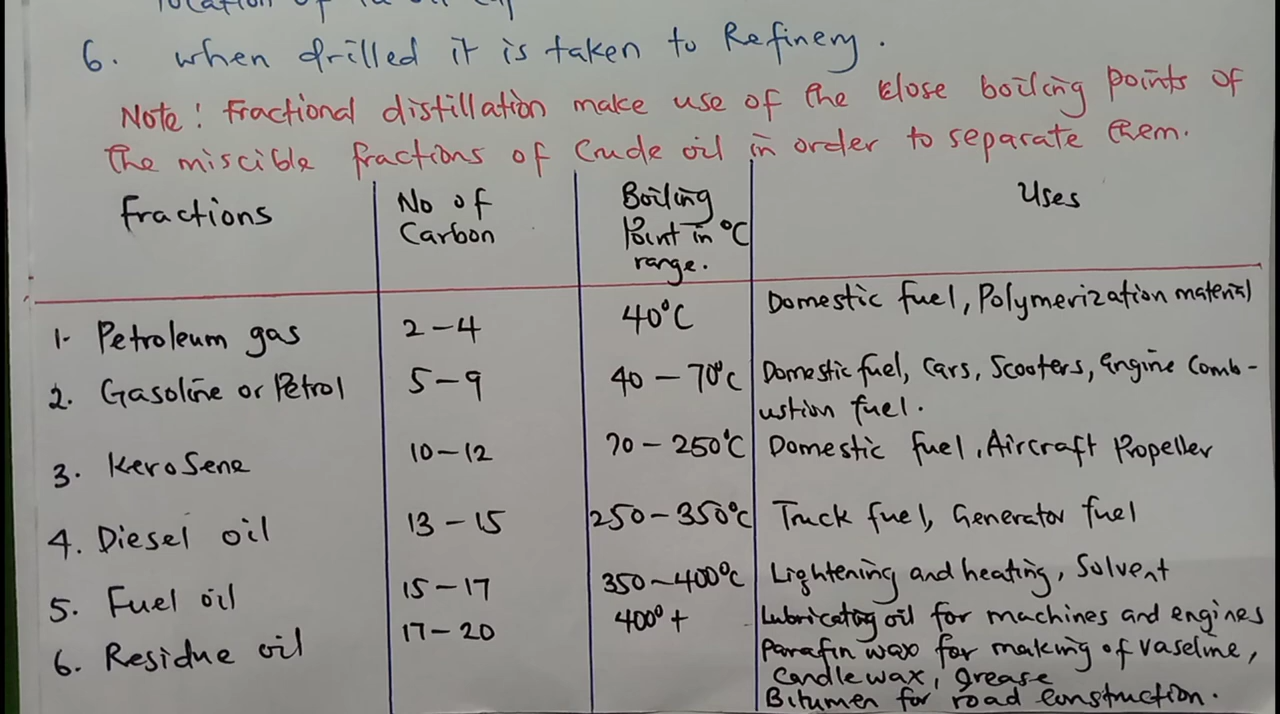 6. when drilled it is taken to Refinery.
Note! Fractional distillation make use of the close boiling points of
the miscible fractions of Crude oil in order to separate them.
Fractions | No of Carbon | Boiling Point in °C range. | Uses
1. Petroleum gas | 2-4 | 40°C | Domestic fuel, Polymerization material
2. Gasoline or Petrol | 5-9 | 40-70°C | Domestic fuel, Cars, Scooters, Engine Comb-
ustion fuel.
3. Kerosene | 10-12 | 70-250°C | Domestic fuel, Aircraft Propeller
4. Diesel oil | 13-15 | 250-350°C | Truck fuel, Generator fuel
5. Fuel oil | 15-17 | 350-400°C | Lightening and heating, Solvent
6. Residue oil | 17-20 | 400°+ | Lubricating oil for machines and engines
Parafin wax for making of vaseline,
Candle wax, grease
Bitumen for road construction.